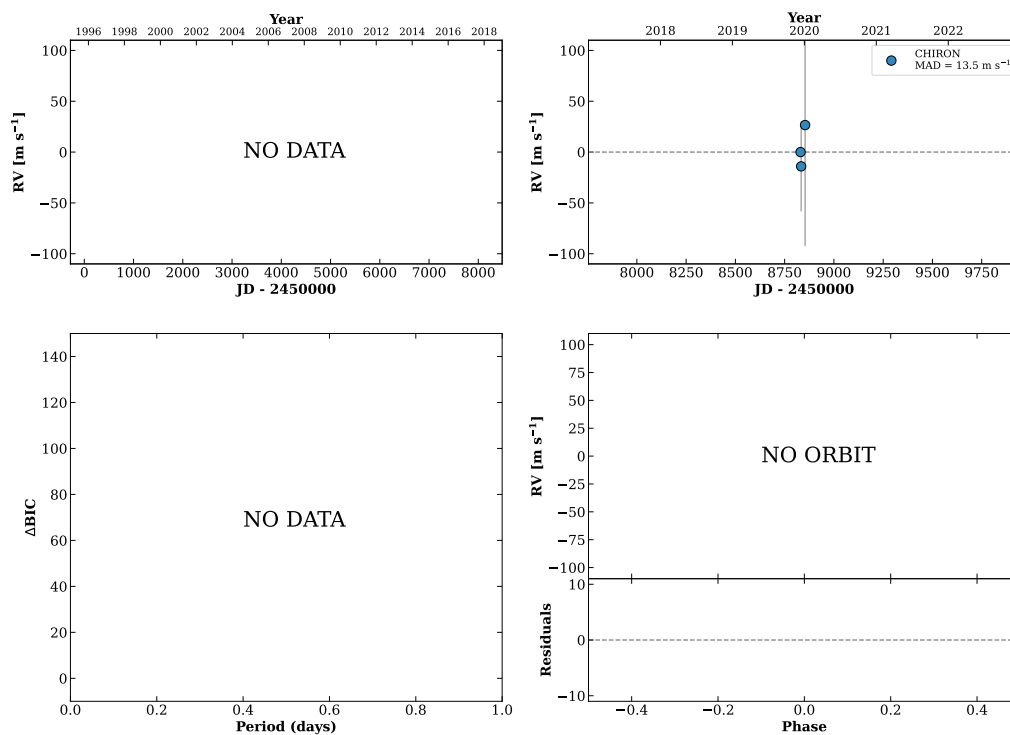 Year
1996 1998 2000 2002 2004 2006 2008 2010 2012 2014 2016 2018
100
50
0
−50
−100
RV [m s−1]
NO DATA
0 1000 2000 3000 4000 5000 6000 7000 8000
JD - 2450000
Year
2018 2019 2020 2021 2022
CHIRON
MAD = 13.5 m s−1
100
50
0
−50
−100
RV [m s−1]
8000 8250 8500 8750 9000 9250 9500 9750
JD - 2450000
140
120
100
80
60
40
20
0
ΔBIC
NO DATA
0.0 0.2 0.4 0.6 0.8 1.0
Period (days)
100
75
50
25
0
−25
−50
−75
−100
RV [m s−1]
NO ORBIT
10
0
−10
Residuals
−0.4 −0.2 0.0 0.2 0.4
Phase